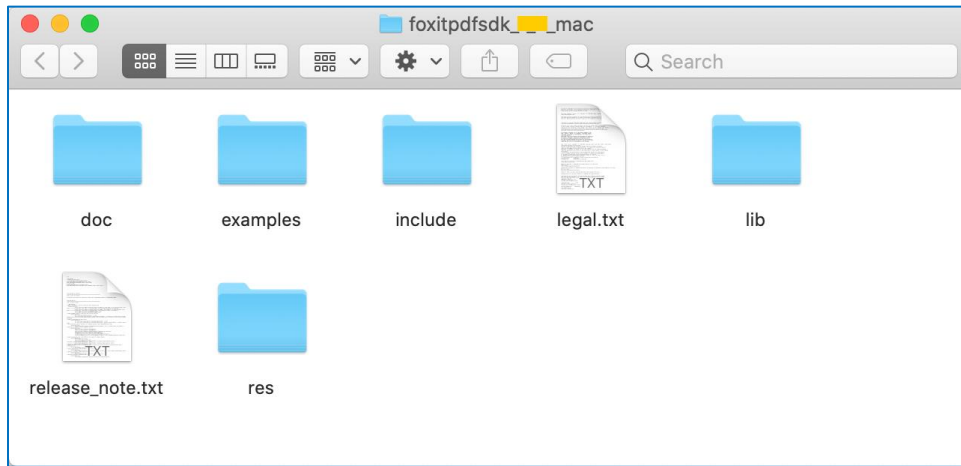 foxitpdfsdk_ _ _mac
Search
doc
examples
include
TXT
legal.txt
lib
TXT
release_note.txt
res